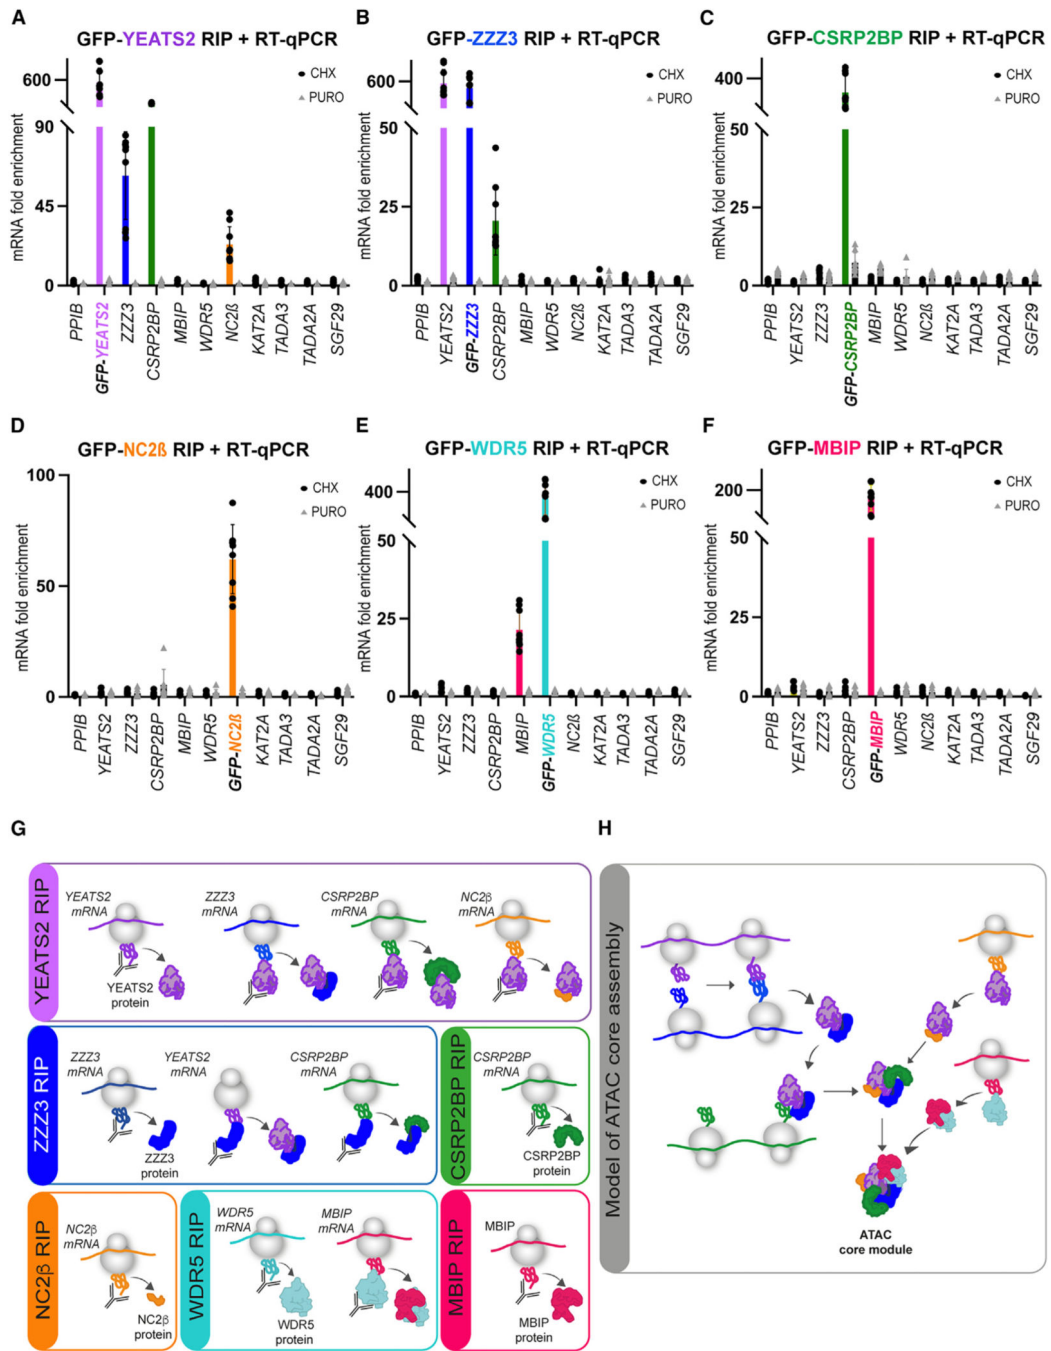 A
GFP-YEATS2 RIP + RT-qPCR
mRNA fold enrichment
600
90
45
0
CHX
PURO
PPIB
GFP-YEATS2
ZZZ3
CSRP2BP
MBIP
WDR5
NC2ß
KAT2A
TADA3
TADA2A
SGF29
B
GFP-ZZZ3 RIP + RT-qPCR
mRNA fold enrichment
600
50
25
0
CHX
PURO
PPIB
YEATS2
GFP-ZZZ3
CSRP2BP
MBIP
WDR5
NC2ß
KAT2A
TADA3
TADA2A
SGF29
C
GFP-CSRP2BP RIP + RT-qPCR
mRNA fold enrichment
400
50
25
0
CHX
PURO
PPIB
YEATS2
ZZZ3
GFP-CSRP2BP
MBIP
WDR5
NC2ß
KAT2A
TADA3
TADA2A
SGF29
D
GFP-NC2ß RIP + RT-qPCR
mRNA fold enrichment
100
50
0
CHX
PURO
PPIB
YEATS2
ZZZ3
CSRP2BP
MBIP
WDR5
GFP-NC2ß
KAT2A
TADA3
TADA2A
SGF29
E
GFP-WDR5 RIP + RT-qPCR
mRNA fold enrichment
400
50
25
0
CHX
PURO
PPIB
YEATS2
ZZZ3
CSRP2BP
MBIP
GFP-WDR5
NC2ß
KAT2A
TADA3
TADA2A
SGF29
F
GFP-MBIP RIP + RT-qPCR
mRNA fold enrichment
200
50
25
0
CHX
PURO
PPIB
YEATS2
ZZZ3
CSRP2BP
GFP-MBIP
WDR5
NC2ß
KAT2A
TADA3
TADA2A
SGF29
G
YEATS2 RIP
YEATS2
mRNA
YEATS2
protein
ZZZ3
mRNA
CSRP2BP
mRNA
NC2β
mRNA
ZZZ3 RIP
ZZZ3
mRNA
ZZZ3
protein
YEATS2
mRNA
CSRP2BP
mRNA
CSRP2BP RIP
CSRP2BP
mRNA
CSRP2BP
protein
NC2β RIP
NC2β
mRNA
NC2β
protein
WDR5 RIP
WDR5
mRNA
WDR5
protein
MBIP
mRNA
MBIP RIP
MBIP
MBIP
protein
H
Model of ATAC core assembly
ATAC
core module